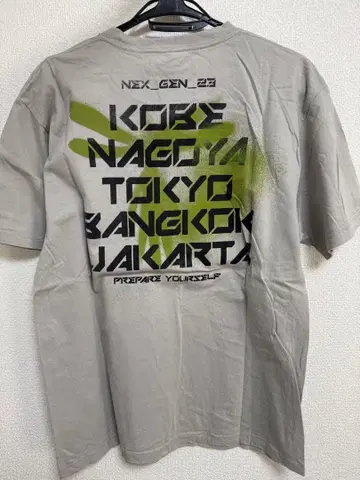 NEX_GEN_23
KOBE
NAGOYA
TOKYO
BANGKOK
JAKARTA
PREPARE YOURSELF